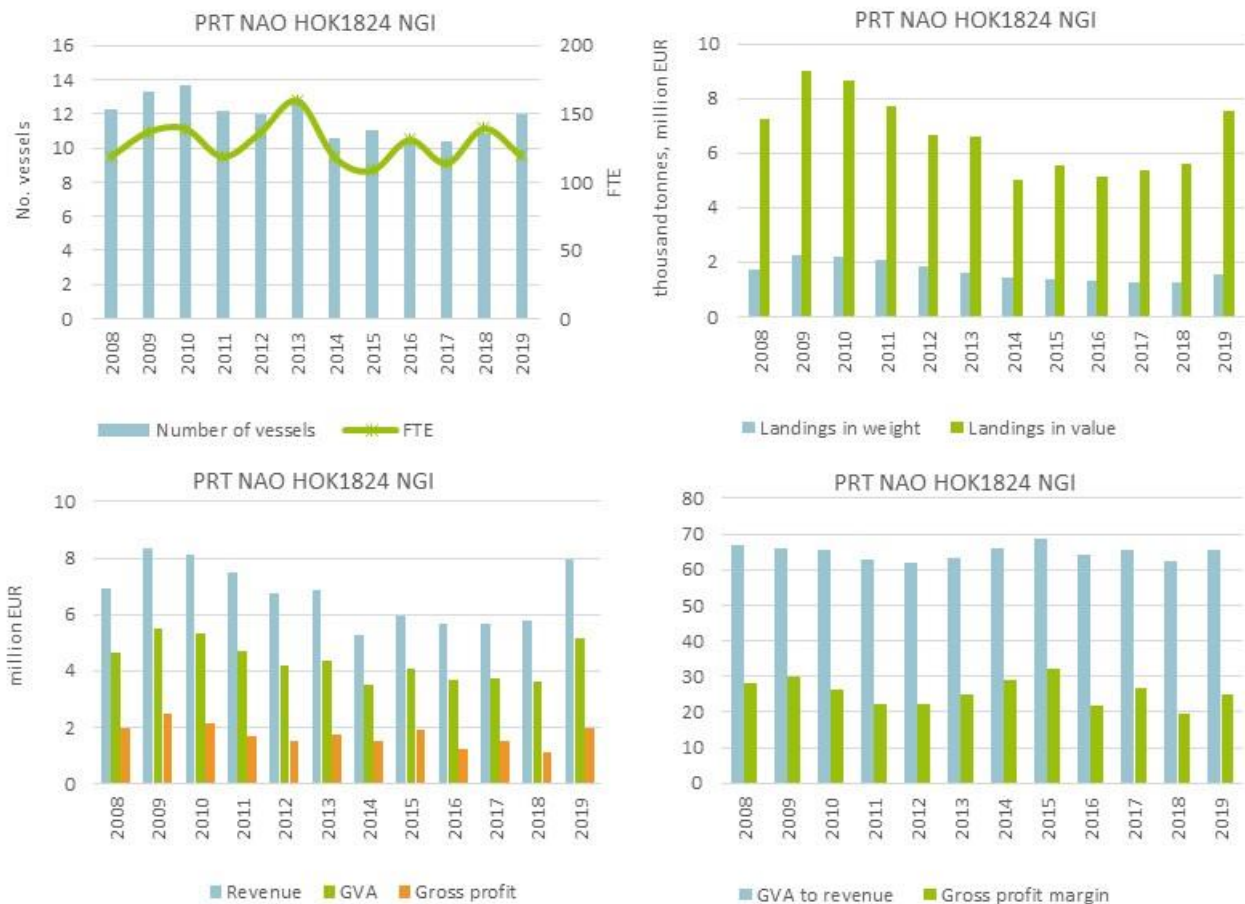 PRT NAO HOK1824 NGI
16
14
12
10
8
6
4
2
0
No. vessels
200
150
100
50
0
FTE
2008 2009 2010 2011 2012 2013 2014 2015 2016 2017 2018 2019
Number of vessels FTE
PRT NAO HOK1824 NGI
10
8
6
4
2
0
thousand tonnes, million EUR
2008 2009 2010 2011 2012 2013 2014 2015 2016 2017 2018 2019
Landings in weight Landings in value
PRT NAO HOK1824 NGI
10
8
6
4
2
0
million EUR
2008 2009 2010 2011 2012 2013 2014 2015 2016 2017 2018 2019
Revenue GVA Gross profit
PRT NAO HOK1824 NGI
80
70
60
50
40
30
20
10
0
2008 2009 2010 2011 2012 2013 2014 2015 2016 2017 2018 2019
GVA to revenue Gross profit margin